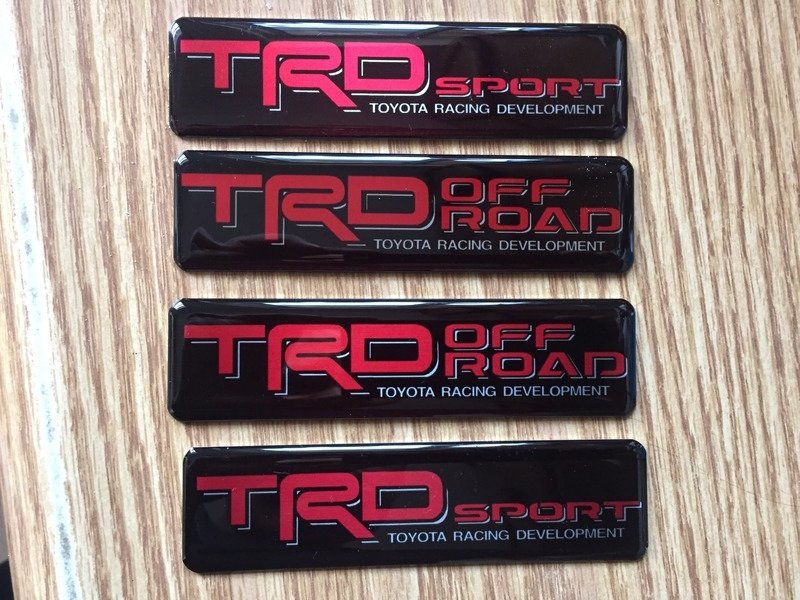 TRD SPORT
TOYOTA RACING DEVELOPMENT
TRD OFF
ROAD
TOYOTA RACING DEVELOPMENT
TRD OFF
ROAD
TOYOTA RACING DEVELOPMENT
TRD SPORT
TOYOTA RACING DEVELOPMENT